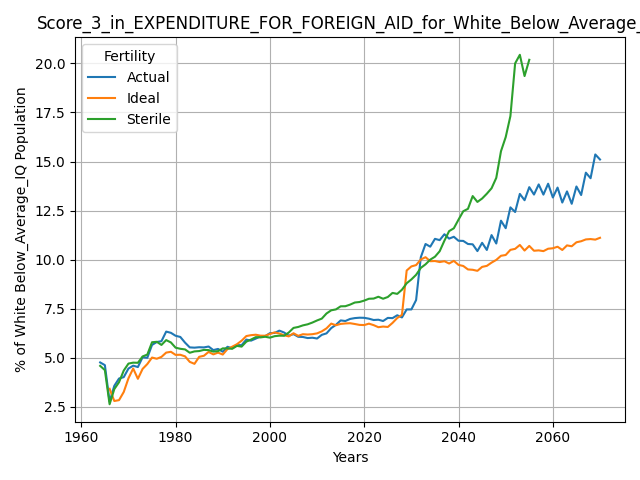 Score_3_in_EXPENDITURE_FOR_FOREIGN_AID_for_White_Below_Average_
Fertility
Actual
Ideal
Sterile
% of White Below_Average_IQ Population
20.0
17.5
15.0
12.5
10.0
7.5
5.0
2.5
1960
1980
2000
2020
2040
2060
Years